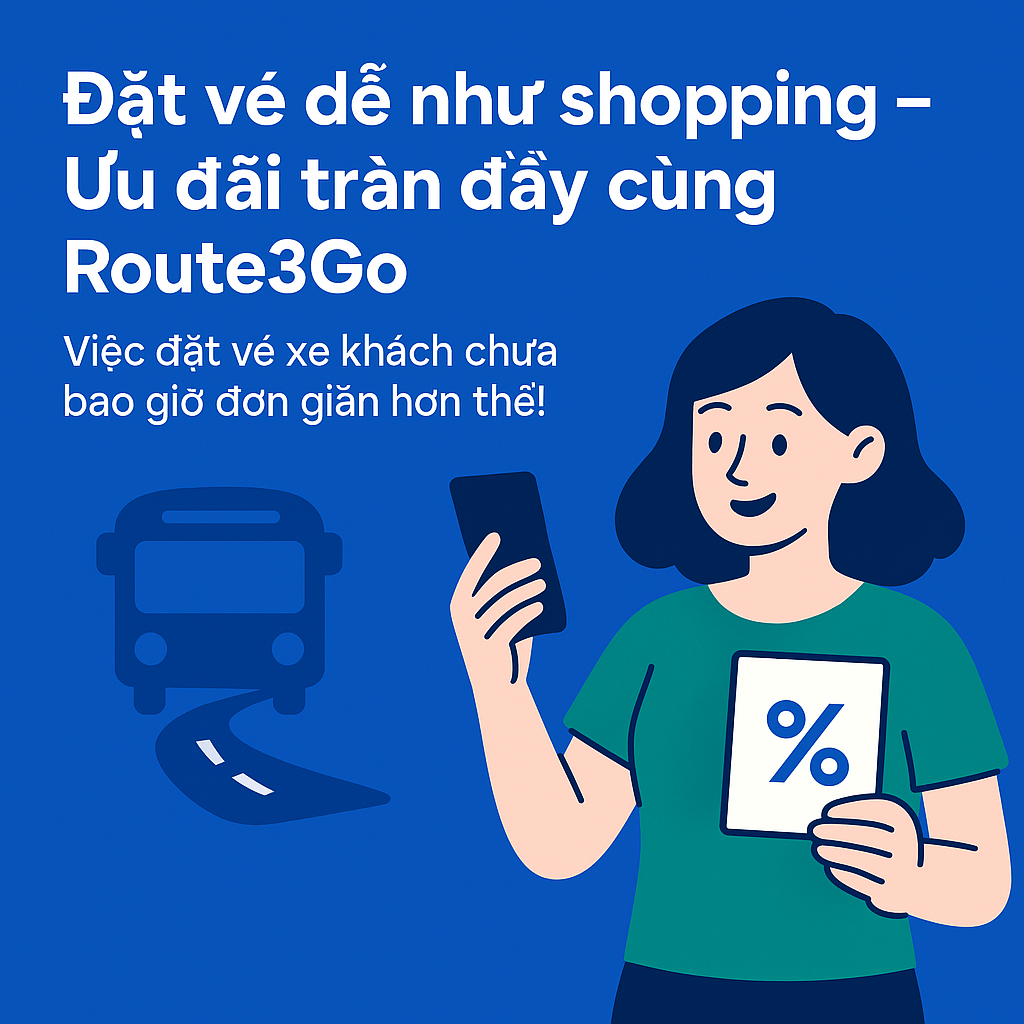 Đặt vé dễ như shopping –
Ưu đãi tràn đầy cùng
Route3Go
Việc đặt vé xe khách chưa
bao giờ đơn giăn hơn thế!
%